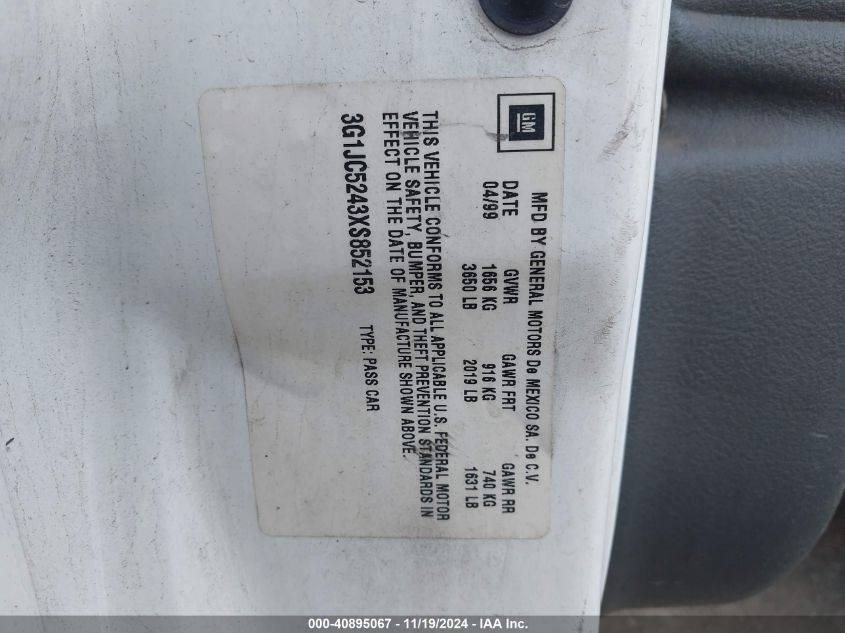 GM
MFD BY GENERAL MOTORS De MEXICO SA. De C.V.
DATE GVWR GAWR FRT GAWR RR
04/99 1656 KG 916 KG 740 KG
3650 LB 2019 LB 1631 LB
THIS VEHICLE CONFORMS TO ALL APPLICABLE U.S. FEDERAL MOTOR
VEHICLE SAFETY, BUMPER, AND THEFT PREVENTION STANDARDS IN
EFFECT ON THE DATE OF MANUFACTURE SHOWN ABOVE.
3G1JC5243XS852153 TYPE: PASS CAR
000-40895067 - 11/19/2024 - IAA Inc.